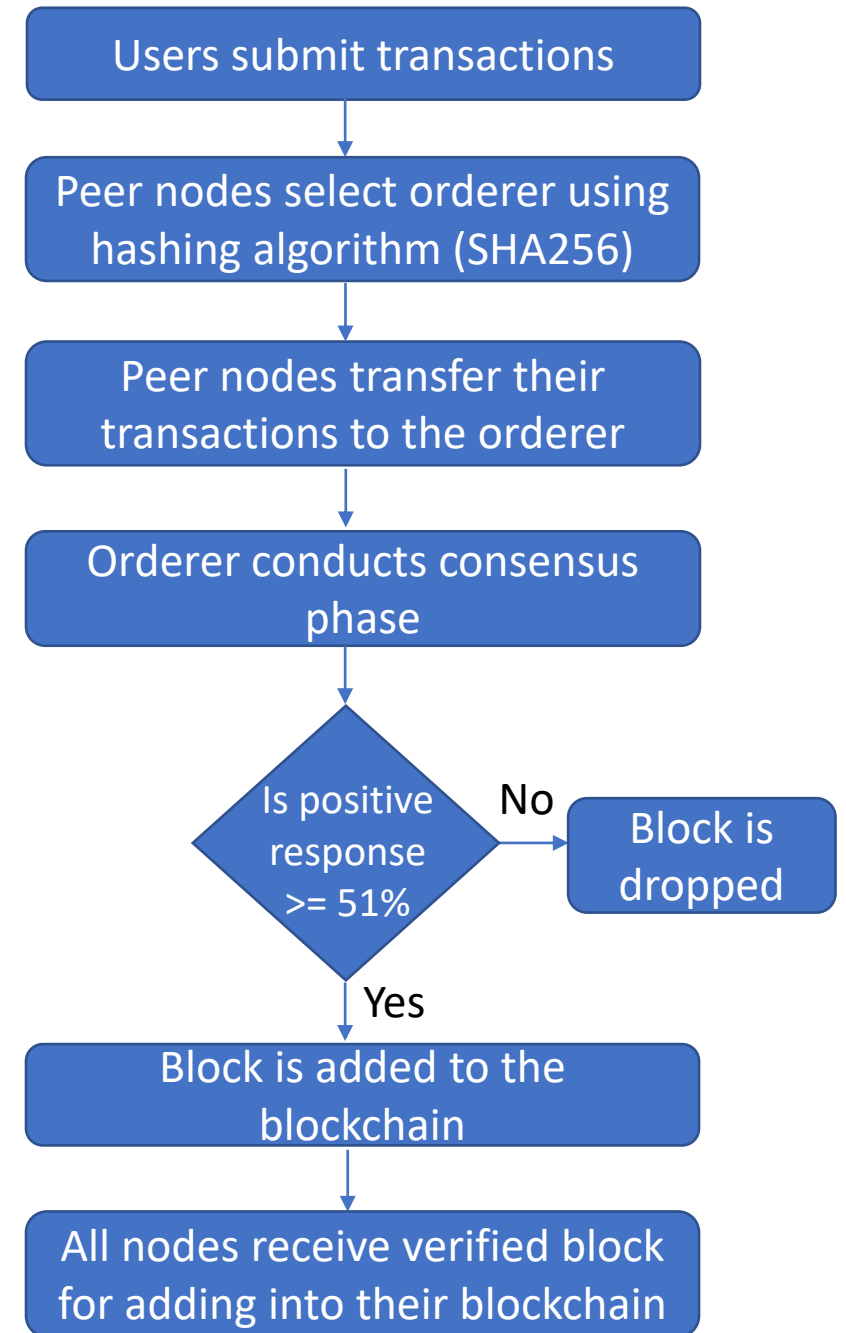 Users submit transactions
Peer nodes select orderer using
hashing algorithm (SHA256)
Peer nodes transfer their
transactions to the orderer
Orderer conducts consensus
phase
Is positive
response
>= 51%
No
Block is
dropped
Yes
Block is added to the
blockchain
All nodes receive verified block
for adding into their blockchain